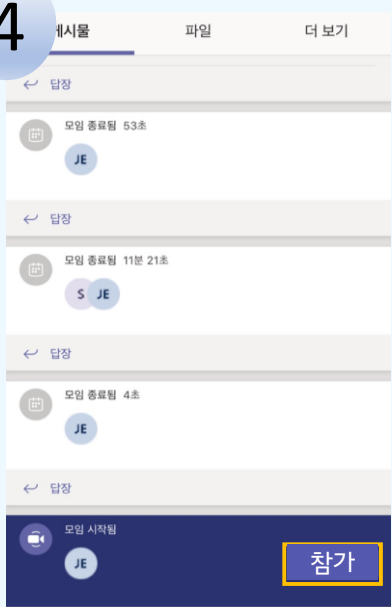 4
게시물 파일 더 보기
답장
모임 종료됨 53초
JE
답장
모임 종료됨 11분 21초
S JE
답장
모임 종료됨 4초
JE
답장
모임 시작됨
JE
참가